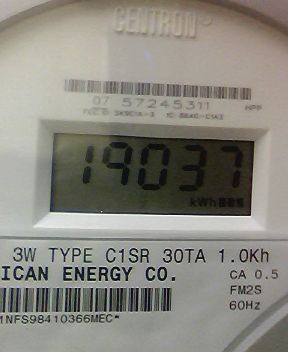 CENTRON®
07 57245311 HPP
19037
kWh
3W TYPE C1SR 30TA 1.0Kh
ICAN ENERGY CO.
CA 0.5
FM2S
60Hz
1NFS98410366MEC*